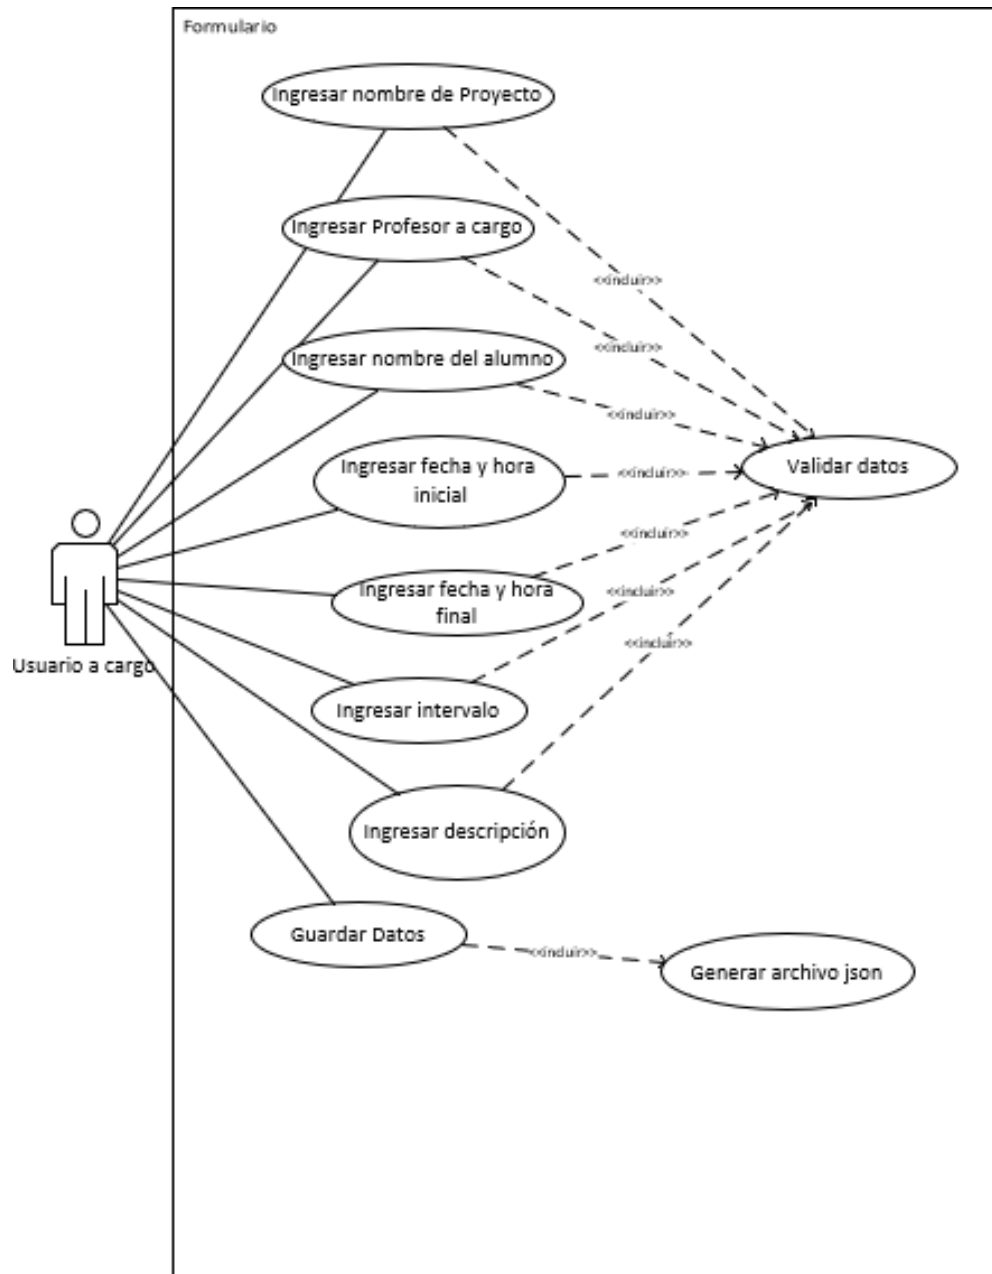 Formulario
Ingresar nombre de Proyecto
Ingresar Profesor a cargo
<<incluir>>
<<incluir>>
Ingresar nombre del alumno
<<incluir>>
Ingresar fecha y hora
inicial
<<incluir>>
Validar datos
<<incluir>>
Ingresar fecha y hora
final
<<incluir>>
<<incluir>>
Usuario a cargo
Ingresar intervalo
Ingresar descripción
Guardar Datos
<<incluir>>
Generar archivo json